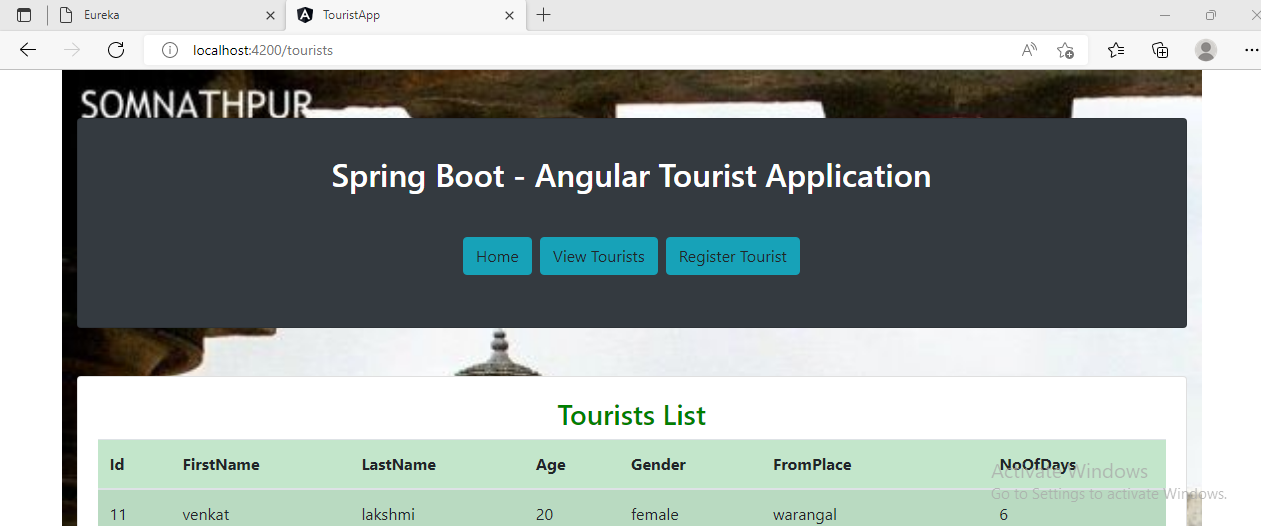 Eureka
TouristApp
localhost:4200/tourists
SOMNATHPUR
Spring Boot - Angular Tourist Application
Home View Tourists Register Tourist
Tourists List
Id FirstName LastName Age Gender FromPlace NoOfDays
Activate Windows
Go to Settings to activate Windows.
11 venkat lakshmi 20 female warangal 6